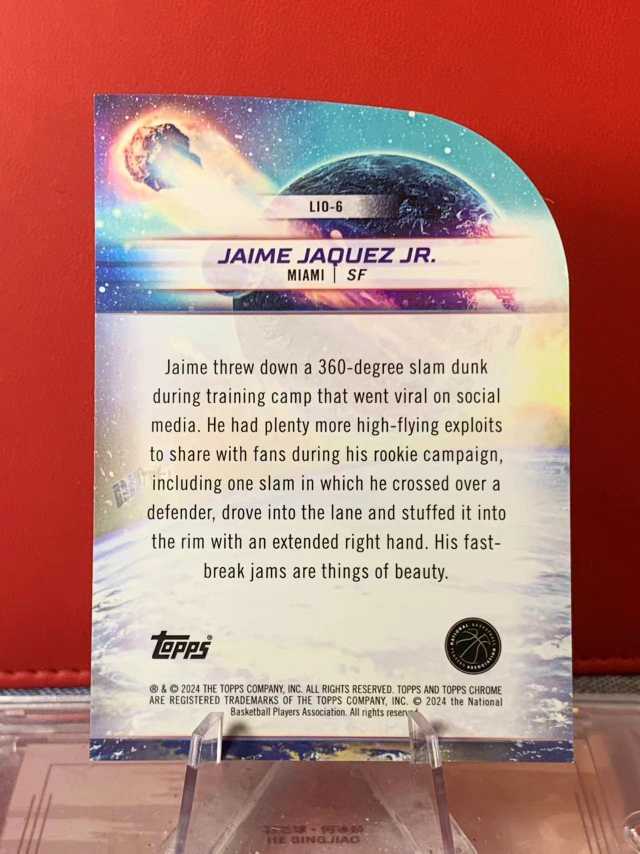 LIO-6
JAIME JAQUEZ JR.
MIAMI | SF
Jaime threw down a 360-degree slam dunk
during training camp that went viral on social
media. He had plenty more high-flying exploits
to share with fans during his rookie campaign,
including one slam in which he crossed over a
defender, drove into the lane and stuffed it into
the rim with an extended right hand. His fast-
break jams are things of beauty.
topps®
NATIONAL BASKETBALL
PLAYERS ASSOCIATION
® & © 2024 THE TOPPS COMPANY, INC. ALL RIGHTS RESERVED. TOPPS AND TOPPS CHROME
ARE REGISTERED TRADEMARKS OF THE TOPPS COMPANY, INC. © 2024 the National
Basketball Players Association. All rights reserved
HE BINGJIAO